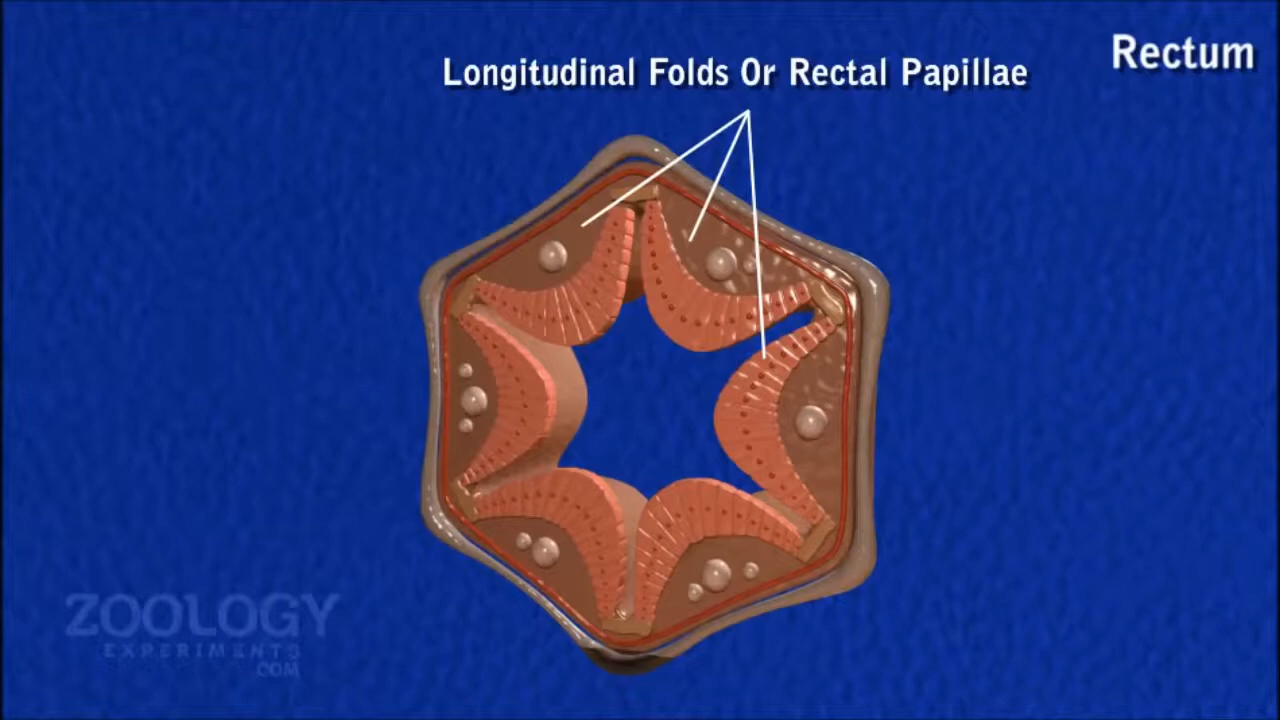 Rectum
Longitudinal Folds Or Rectal Papillae
ZOOLOGY
EXPERIMENTS
.COM